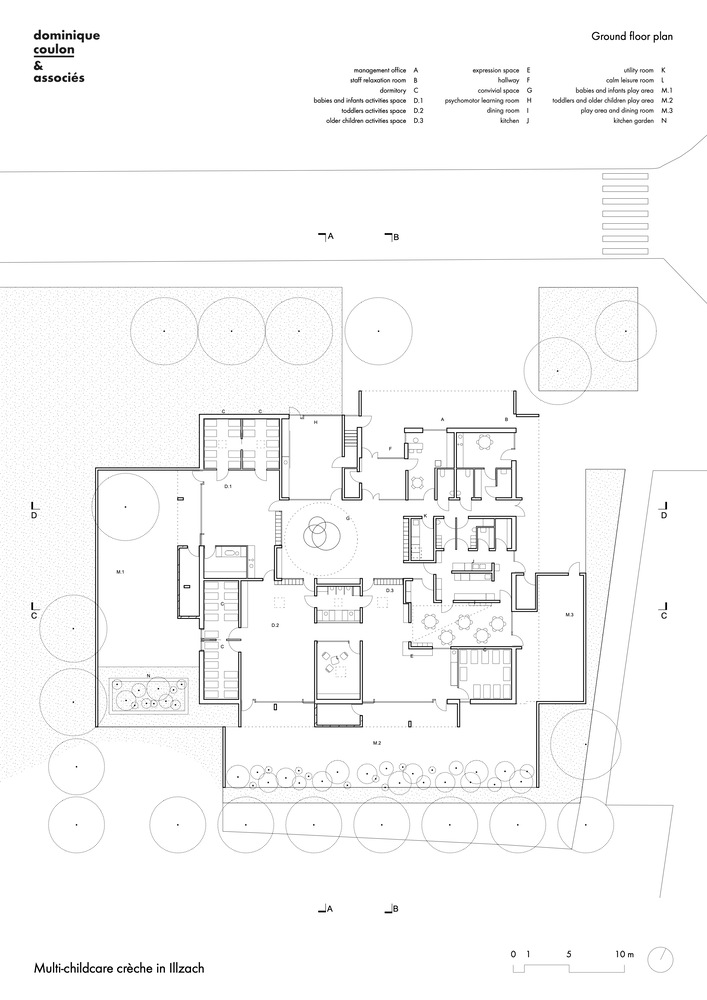 dominique
coulon
&
associés
Ground floor plan
management office A
staff relaxation room B
dormitory C
babies and infants activities space D.1
toddlers activities space D.2
older children activities space D.3
expression space E
hallway F
convivial space G
psychomotor learning room H
dining room I
kitchen J
utility room K
calm leisure room L
babies and infants play area M.1
toddlers and older children play area M.2
play area and dining room M.3
kitchen garden N
A
B
C
C
H
A
B
F
D.1
D
G
K
D
M.1
J
C
C
D.3
C
M.3
D.2
C
E
C
N
M.2
A
B
0 1 5 10 m
Multi-childcare crèche in Illzach